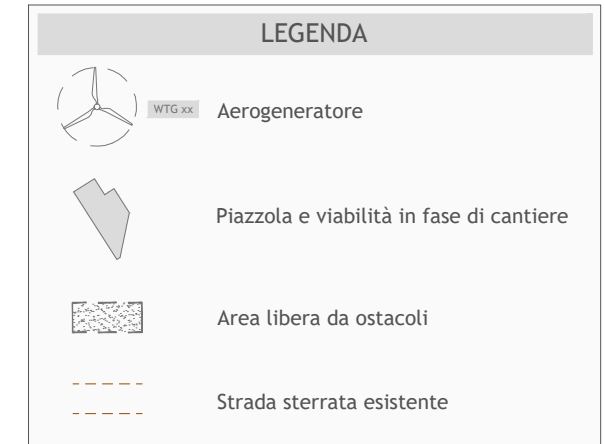 LEGENDA
WTG xx Aerogeneratore
Piazzola e viabilità in fase di cantiere
Area libera da ostacoli
Strada sterrata esistente